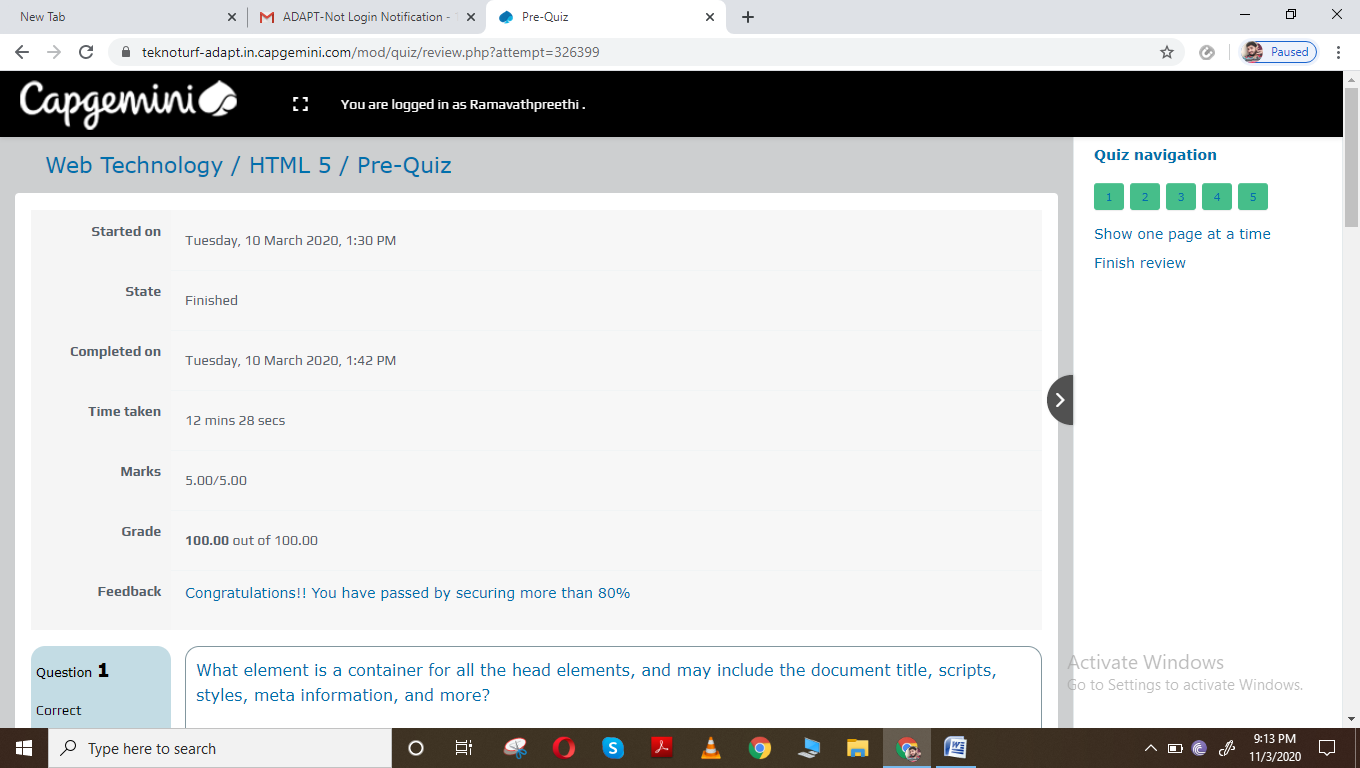 New Tab
ADAPT-Not Login Notification -
Pre-Quiz
teknoturf-adapt.in.capgemini.com/mod/quiz/review.php?attempt=326399
Paused
Capgemini
You are logged in as Ramavathpreethi .
Web Technology / HTML 5 / Pre-Quiz
Started on
Tuesday, 10 March 2020, 1:30 PM
State
Finished
Completed on
Tuesday, 10 March 2020, 1:42 PM
Time taken
12 mins 28 secs
Marks
5.00/5.00
Grade
100.00 out of 100.00
Feedback
Congratulations!! You have passed by securing more than 80%
Question 1
Correct
What element is a container for all the head elements, and may include the document title, scripts,
styles, meta information, and more?
Quiz navigation
1 2 3 4 5
Show one page at a time
Finish review
Activate Windows
Go to Settings to activate Windows.
Type here to search
9:13 PM
11/3/2020